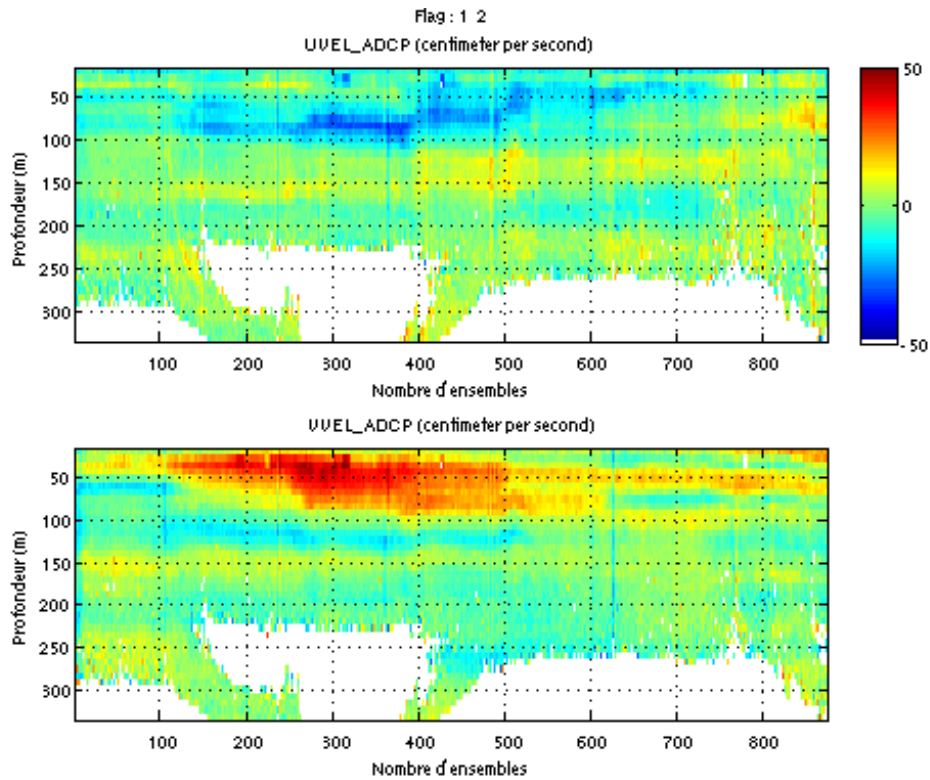 Flag : 1 2
UVEL_ADCP (centimeter per second)
50
100
150
200
250
300
Profondeur (m)
100 200 300 400 500 600 700 800
Nombre d'ensembles
50
0
- 50
VVEL_ADCP (centimeter per second)
50
100
150
200
250
300
Profondeur (m)
100 200 300 400 500 600 700 800
Nombre d'ensembles